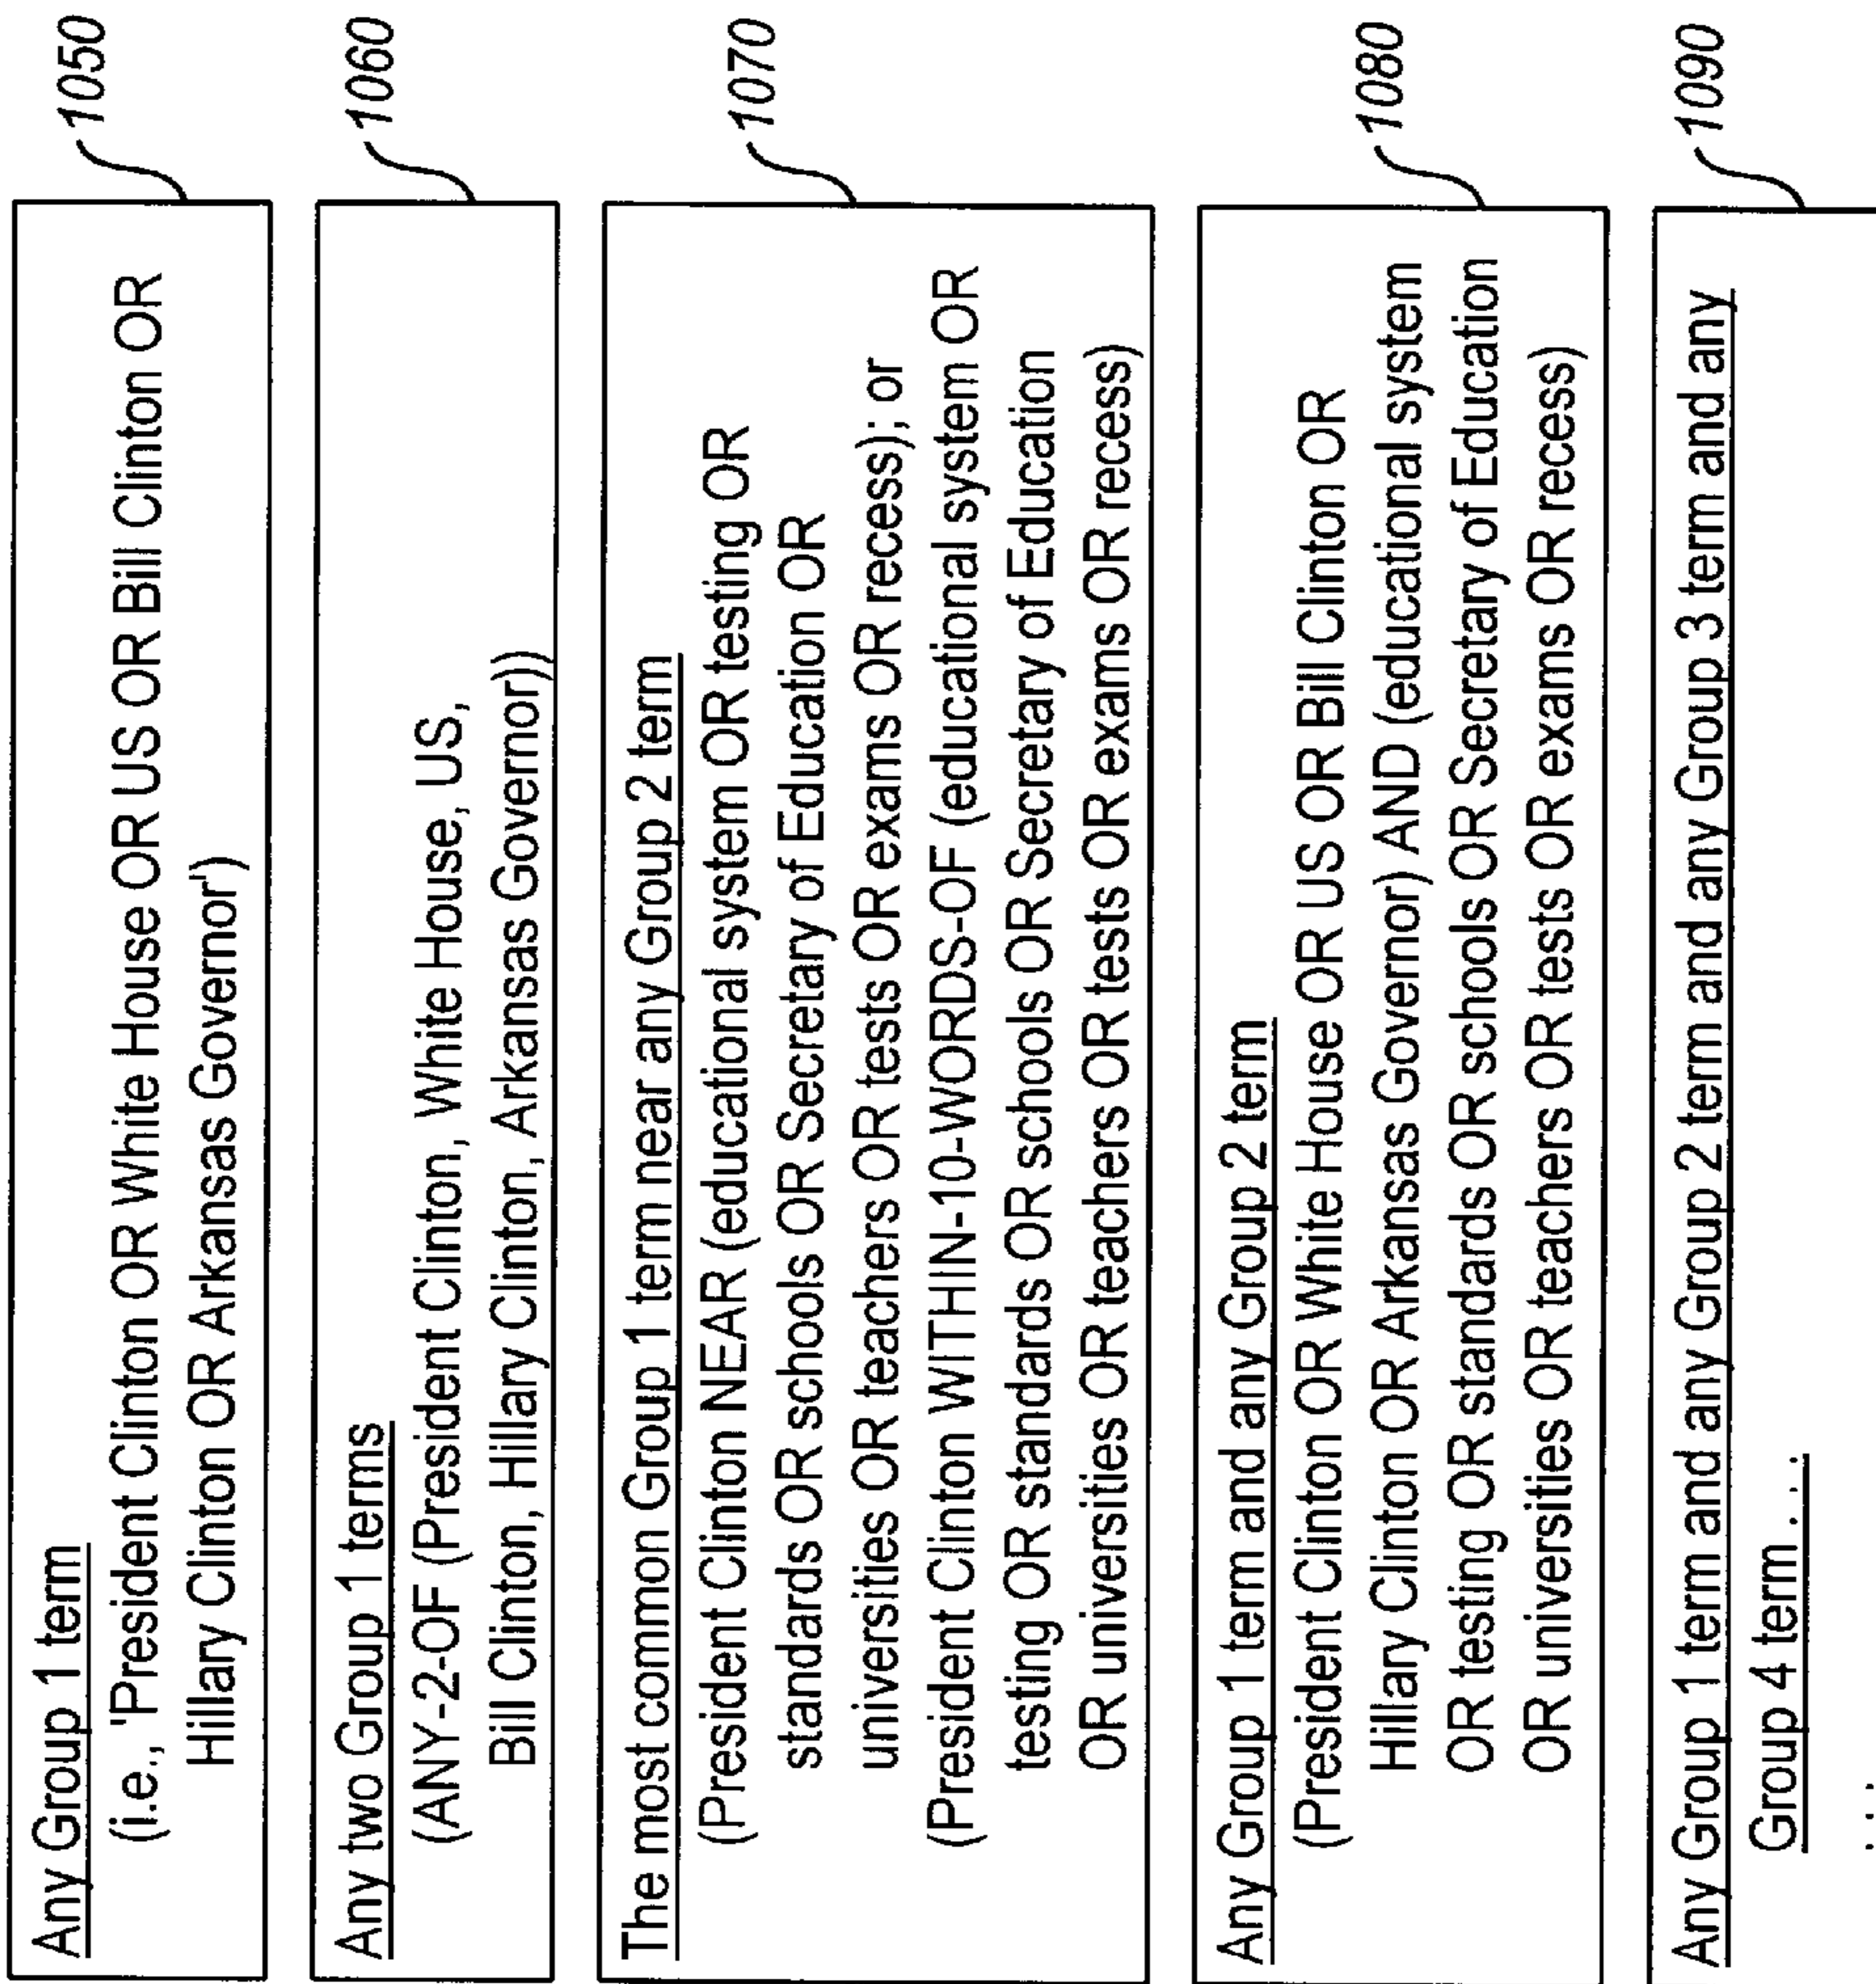 Any Group 1 term
(i.e., 'President Clinton OR White House OR US OR Bill Clinton OR
Hillary Clinton OR Arkansas Governor')
1050
Any two Group 1 terms
(ANY-2-OF (President Clinton, White House, US,
Bill Clinton, Hillary Clinton, Arkansas Governor))
1060
The most common Group 1 term near any Group 2 term
(President Clinton NEAR (educational system OR testing OR
standards OR schools OR Secretary of Education OR
universities OR teachers OR tests OR exams OR recess); or
(President Clinton WITHIN-10-WORDS-OF (educational system OR
testing OR standards OR schools OR Secretary of Education
OR universities OR teachers OR tests OR exams OR recess)
1070
Any Group 1 term and any Group 2 term
(President Clinton OR White House OR US OR Bill Clinton OR
Hillary Clinton OR Arkansas Governor) AND (educational system
OR testing OR standards OR schools OR Secretary of Education
OR universities OR teachers OR tests OR exams OR recess)
1080
Any Group 1 term and any Group 2 term and any Group 3 term and any
Group 4 term . . .
. . .
1090